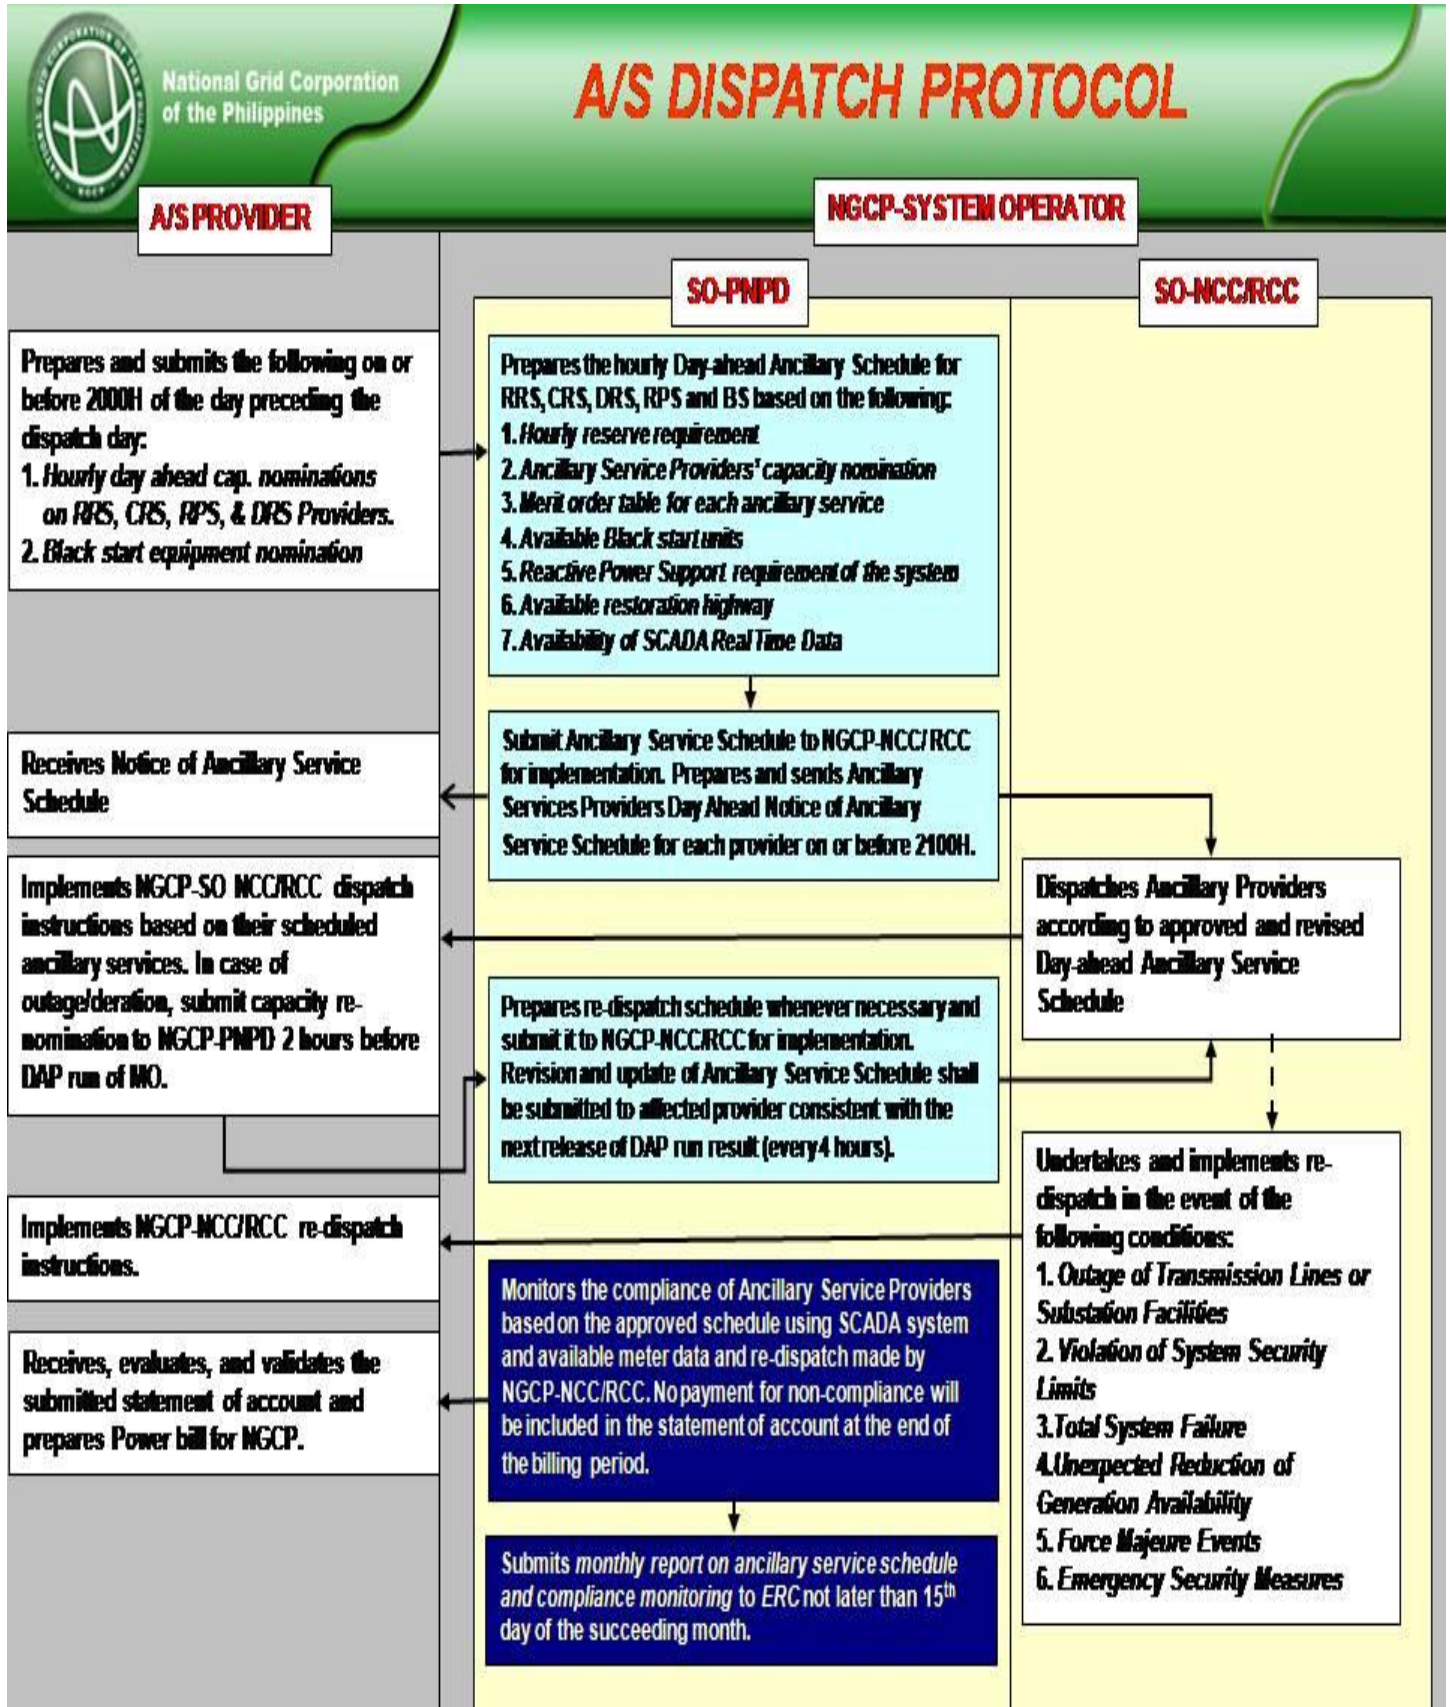 National Grid Corporation
of the Philippines
A/S DISPATCH PROTOCOL
A/S PROVIDER
NGCP-SYSTEM OPERATOR
SO-PNPD
SO-NCC/RCC
Prepares and submits the following on or
before 2000H of the day preceding the
dispatch day:
1. Hourly day ahead cap. nominations
on RRS, CRS, RPS, & DRS Providers.
2. Black start equipment nomination
Prepares the hourly Day-ahead Ancillary Schedule for
RRS, CRS, DRS, RPS and BS based on the following:
1. Hourly reserve requirement
2. Ancillary Service Providers' capacity nomination
3. Merit order table for each ancillary service
4. Available Black start units
5. Reactive Power Support requirement of the system
6. Available restoration highway
7. Availability of SCADA Real Time Data
Receives Notice of Ancillary Service
Schedule
Submit Ancillary Service Schedule to NGCP-NCC/RCC
for implementation. Prepares and sends Ancillary
Services Providers Day Ahead Notice of Ancillary
Service Schedule for each provider on or before 2100H.
Implements NGCP-SO NCC/RCC dispatch
instructions based on their scheduled
ancillary services. In case of
outage/deration, submit capacity re-
nomination to NGCP-PNPD 2 hours before
DAP run of MO.
Dispatches Ancillary Providers
according to approved and revised
Day-ahead Ancillary Service
Schedule
Prepares re-dispatch schedule whenever necessary and
submit it to NGCP-NCC/RCC for implementation.
Revision and update of Ancillary Service Schedule shall
be submitted to affected provider consistent with the
next release of DAP run result (every 4 hours).
Undertakes and implements re-
dispatch in the event of the
following conditions:
1. Outage of Transmission Lines or
Substation Facilities
2. Violation of System Security
Limits
3.Total System Failure
4.Unexpected Reduction of
Generation Availability
5. Force Majeure Events
6. Emergency Security Measures
Implements NGCP-NCC/RCC re-dispatch
instructions.
Monitors the compliance of Ancillary Service Providers
based on the approved schedule using SCADA system
and available meter data and re-dispatch made by
NGCP-NCC/RCC. No payment for non-compliance will
be included in the statement of account at the end of
the billing period.
Receives, evaluates, and validates the
submitted statement of account and
prepares Power bill for NGCP.
Submits monthly report on ancillary service schedule
and compliance monitoring to ERC not later than 15th
day of the succeeding month.